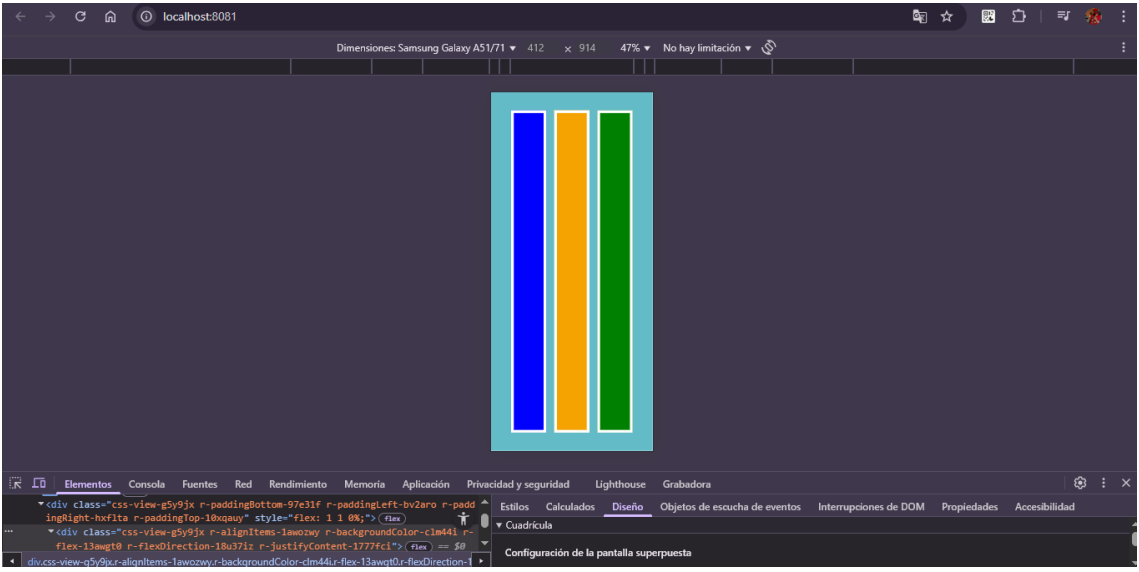 localhost:8081
Dimensiones: Samsung Galaxy A51/71 ▼ 412 × 914 47% ▼ No hay limitación ▼
Elementos Consola Fuentes Red Rendimiento Memoria Aplicación Privacidad y seguridad Lighthouse Grabadora
▼<div class="css-view-g5y9jx r-paddingBottom-97e31f r-paddingLeft-bv2aro r-padd
ingRight-hxflta r-paddingTop-10xqauy" style="flex: 1 1 0%;"> flex
▼<div class="css-view-g5y9jx r-alignItems-1awozwy r-backgroundColor-clm44i r-
flex-13awgt0 r-flexDirection-18u37iz r-justifyContent-1777fci"> flex == $0
div.css-view-g5y9jx.r-alignItems-1awozwy.r-backgroundColor-clm44i.r-flex-13awgt0.r-flexDirection-1
Estilos Calculados Diseño Objetos de escucha de eventos Interrupciones de DOM Propiedades Accesibilidad
▼ Cuadrícula
Configuración de la pantalla superpuesta